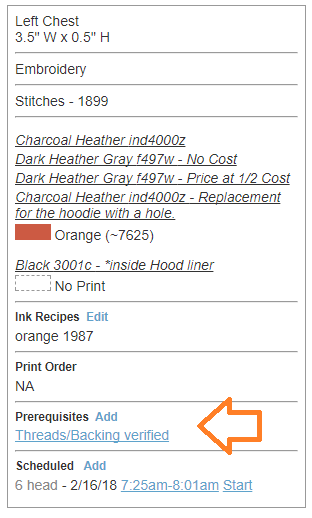 Left Chest
3.5" W x 0.5" H
Embroidery
Stitches - 1899
Charcoal Heather ind4000z
Dark Heather Gray f497w - No Cost
Dark Heather Gray f497w - Price at 1/2 Cost
Charcoal Heather ind4000z - Replacement
for the hoodie with a hole.
Orange (~7625)
Black 3001c - *inside Hood liner
No Print
Ink Recipes Edit
orange 1987
Print Order
NA
Prerequisites Add
Threads/Backing verified
Scheduled Add
6 head - 2/16/18 7:25am-8:01am Start